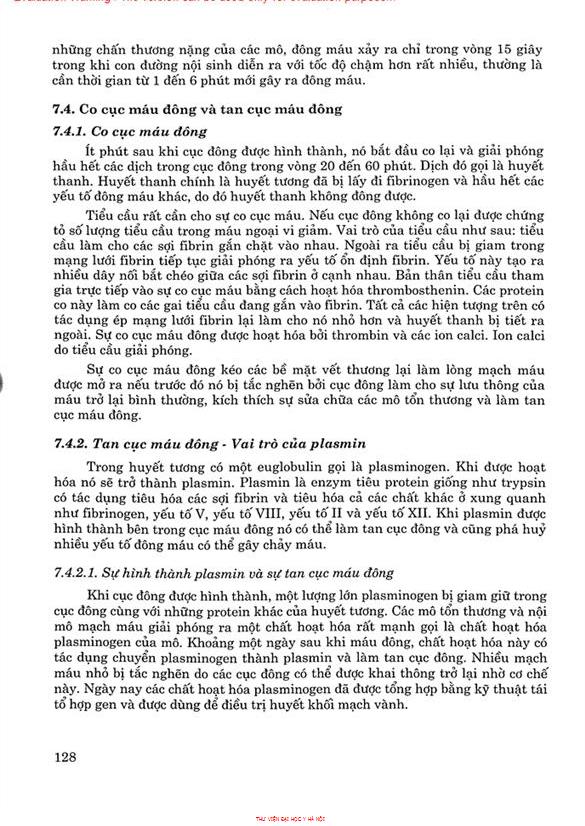 những chấn thương nặng của các mô, đông máu xảy ra chỉ trong vòng 15 giây
trong khi con đường nội sinh diễn ra với tốc độ chậm hơn rất nhiều, thường là
cần thời gian từ 1 đến 6 phút mới gây ra đông máu.
7.4. Co cục máu đông và tan cục máu đông
7.4.1. Co cục máu đông
Ít phút sau khi cục đông được hình thành, nó bắt đầu co lại và giải phóng
hầu hết các dịch trong cục đông trong vòng 20 đến 60 phút. Dịch đó gọi là huyết
thanh. Huyết thanh chính là huyết tương đã bị lấy đi fibrinogen và hầu hết các
yếu tố đông máu khác, do đó huyết thanh không đông được.
Tiểu cầu rất cần cho sự co cục máu. Nếu cục đông không co lại được chứng
tỏ số lượng tiểu cầu trong máu ngoại vi giảm. Vai trò của tiểu cầu như sau: tiểu
cầu làm cho các sợi fibrin gắn chặt vào nhau. Ngoài ra tiểu cầu bị giam trong
mạng lưới fibrin tiếp tục giải phóng ra yếu tố ổn định fibrin. Yếu tố này tạo ra
nhiều dây nối bắt chéo giữa các sợi fibrin ở cạnh nhau. Bản thân tiểu cầu tham
gia trực tiếp vào sự co cục máu bằng cách hoạt hóa thrombosthenin. Các protein
co này làm co các gai tiểu cầu đang gắn vào fibrin. Tất cả các hiện tượng trên có
tác dụng ép mạng lưới fibrin lại làm cho nó nhỏ hơn và huyết thanh bị tiết ra
ngoài. Sự co cục máu đông được hoạt hóa bởi thrombin và các ion calci. Ion calci
do tiểu cầu giải phóng.
Sự co cục máu đông kéo các bề mặt vết thương lại làm lòng mạch máu
được mở ra nếu trước đó nó bị tắc nghẽn bởi cục đông làm cho sự lưu thông của
máu trở lại bình thường, kích thích sự sửa chữa các mô tổn thương và làm tan
cục máu đông.
7.4.2. Tan cục máu đông - Vai trò của plasmin
Trong huyết tương có một euglobulin gọi là plasminogen. Khi được hoạt
hóa nó sẽ trở thành plasmin. Plasmin là enzym tiêu protein giống như trypsin
có tác dụng tiêu hóa các sợi fibrin và tiêu hóa cả các chất khác ở xung quanh
như fibrinogen, yếu tố V, yếu tố VIII, yếu tố II và yếu tố XII. Khi plasmin được
hình thành bên trong cục máu đông nó có thể làm tan cục đông và cũng phá huỷ
nhiều yếu tố đông máu có thể gây chảy máu.
7.4.2.1. Sự hình thành plasmin và sự tan cục máu đông
Khi cục đông được hình thành, một lượng lớn plasminogen bị giam giữ trong
cục đông cùng với những protein khác của huyết tương. Các mô tổn thương và nội
mô mạch máu giải phóng ra một chất hoạt hóa rất mạnh gọi là chất hoạt hóa
plasminogen của mô. Khoảng một ngày sau khi máu đông, chất hoạt hóa này có
tác dụng chuyển plasminogen thành plasmin và làm tan cục đông. Nhiều mạch
máu nhỏ bị tắc nghẽn do các cục đông có thể được khai thông trở lại nhờ cơ chế
này. Ngày nay các chất hoạt hóa plasminogen đã được tổng hợp bằng kỹ thuật tái
tổ hợp gen và được dùng để điều trị huyết khối mạch vành.
128
THƯ VIỆN ĐẠI HỌC Y HÀ NỘI